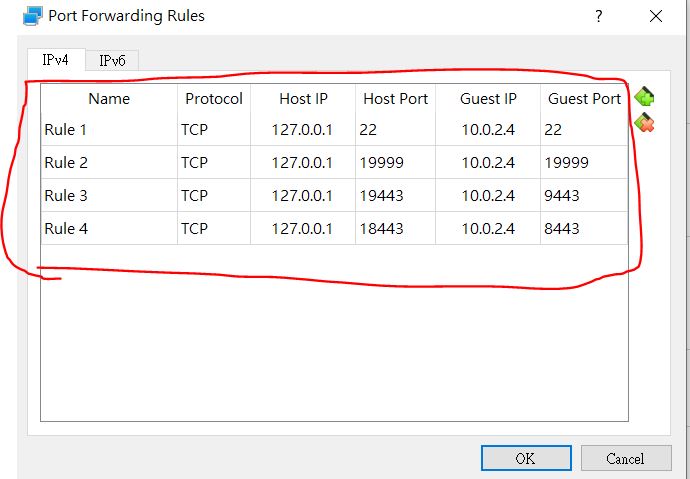 Port Forwarding Rules ?
IPv4 IPv6
Name Protocol Host IP Host Port Guest IP Guest Port
Rule 1 TCP 127.0.0.1 22 10.0.2.4 22
Rule 2 TCP 127.0.0.1 19999 10.0.2.4 19999
Rule 3 TCP 127.0.0.1 19443 10.0.2.4 9443
Rule 4 TCP 127.0.0.1 18443 10.0.2.4 8443
OK Cancel